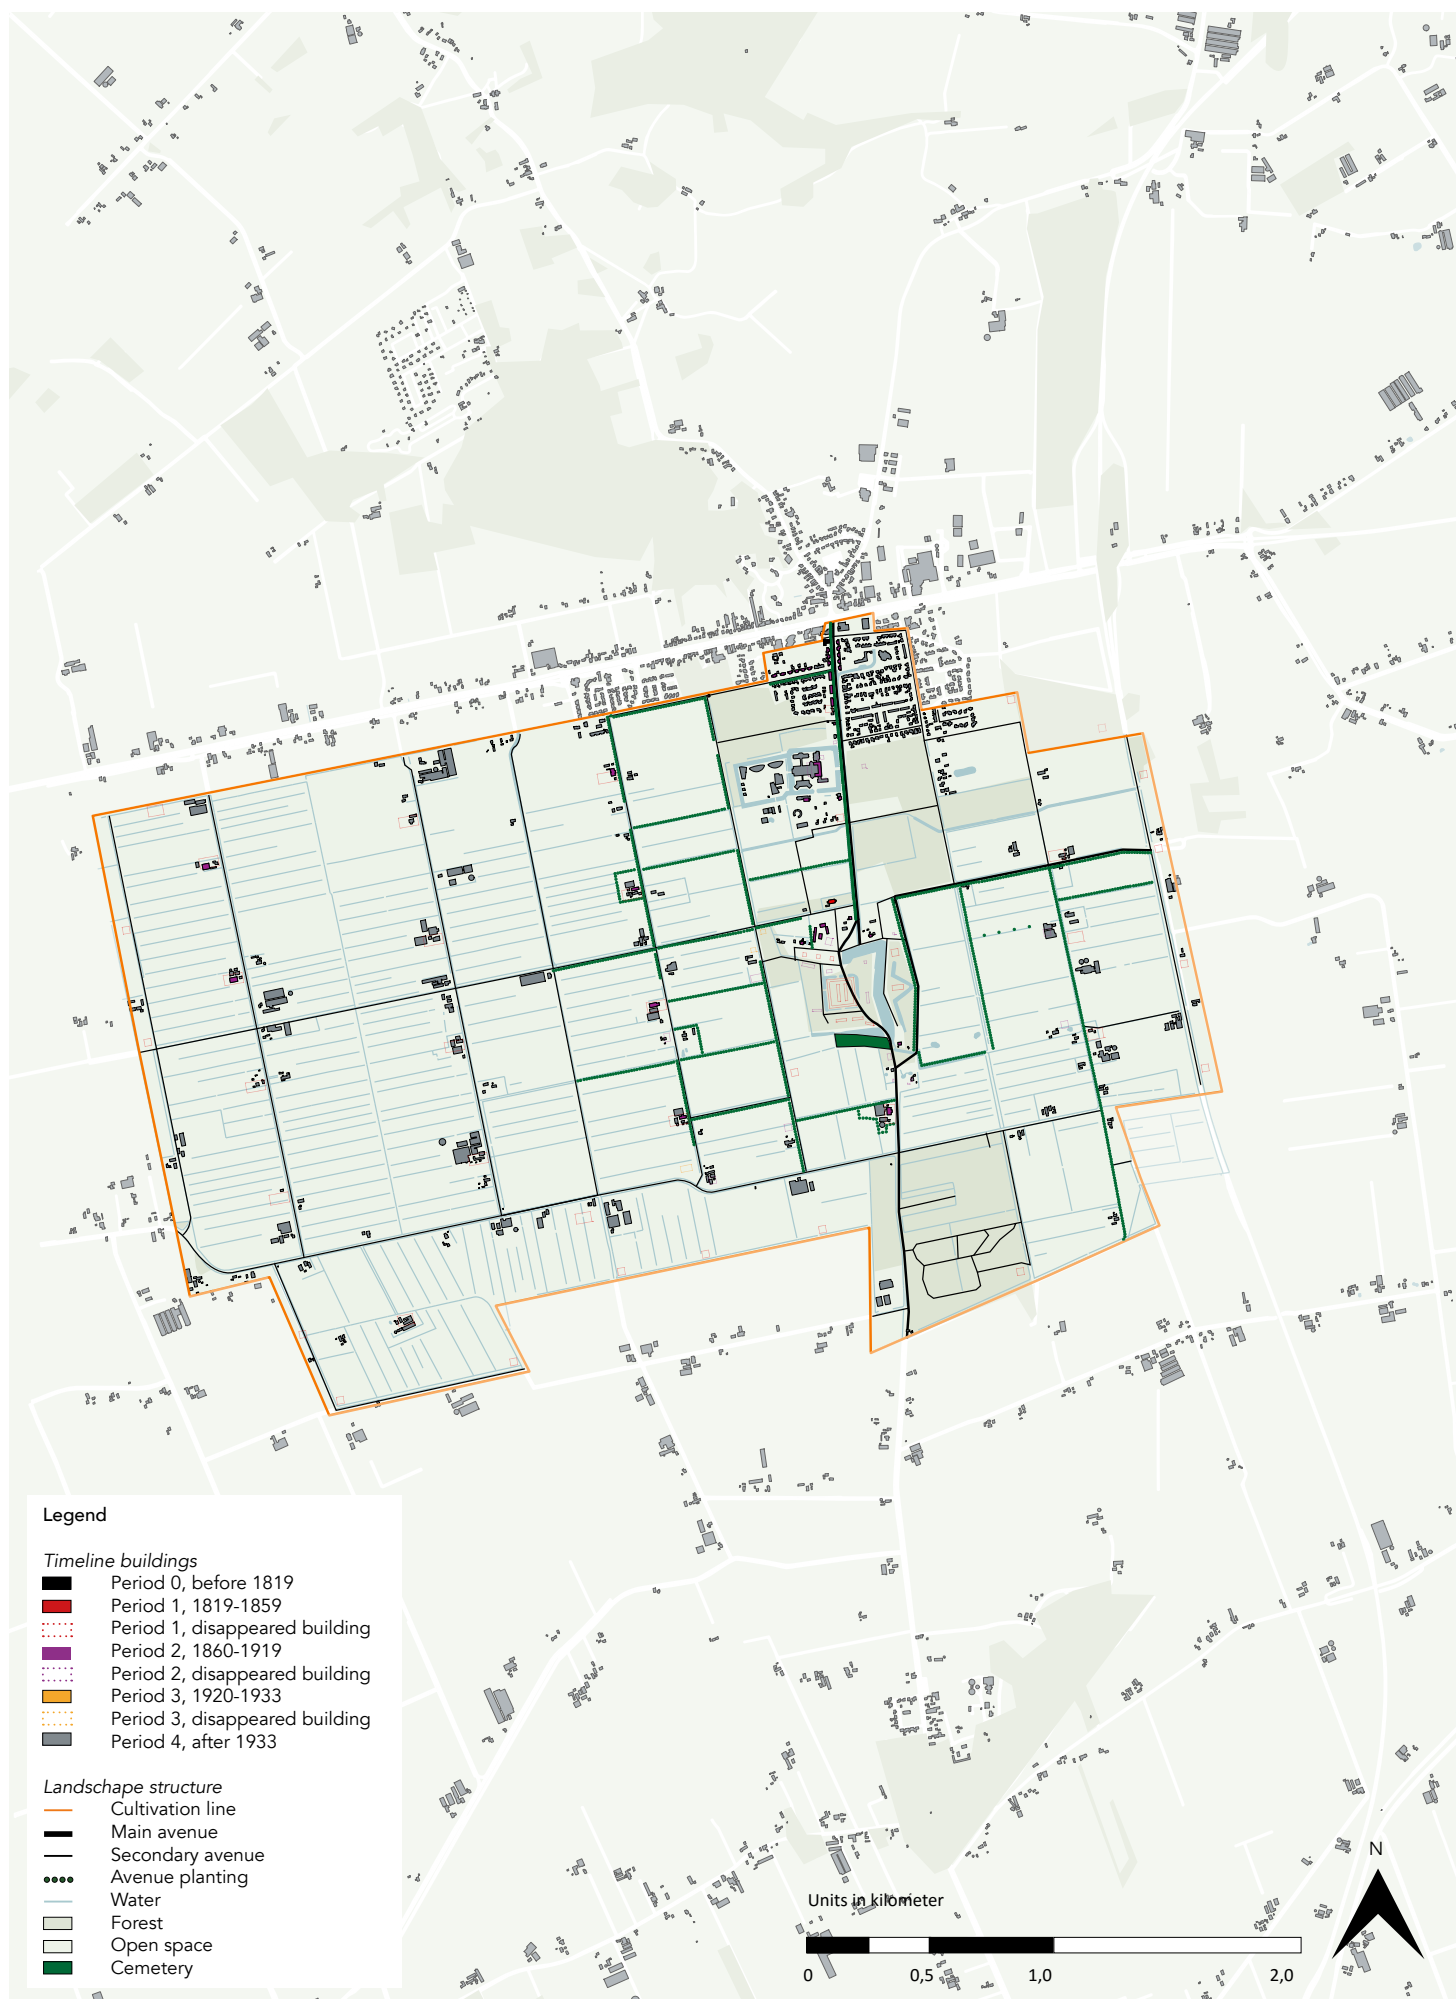 Legend
Timeline buildings
Period 0, before 1819
Period 1, 1819-1859
Period 1, disappeared building
Period 2, 1860-1919
Period 2, disappeared building
Period 3, 1920-1933
Period 3, disappeared building
Period 4, after 1933
Landschape structure
Cultivation line
Main avenue
Secondary avenue
Avenue planting
Water
Forest
Open space
Cemetery
N
Units in kilometer
0 0,5 1,0 2,0